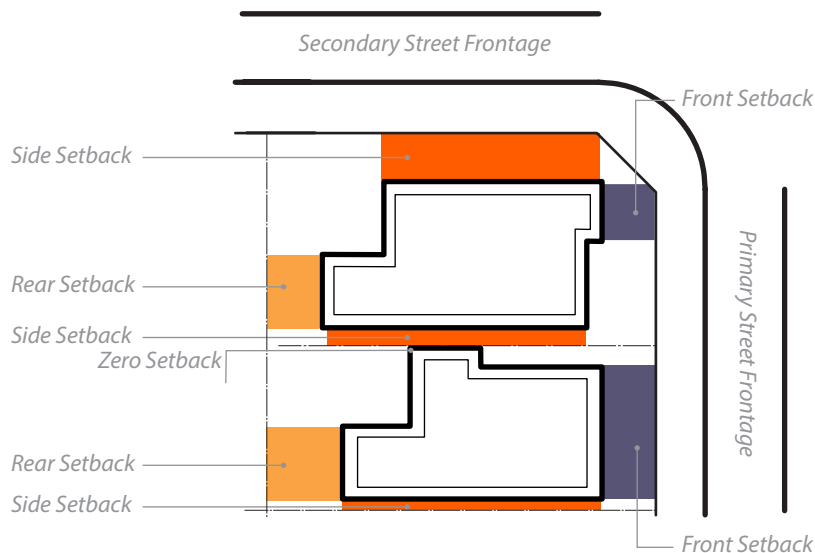 Secondary Street Frontage
Front Setback
Side Setback
Primary Street Frontage
Rear Setback
Side Setback
Zero Setback
Rear Setback
Side Setback
Front Setback